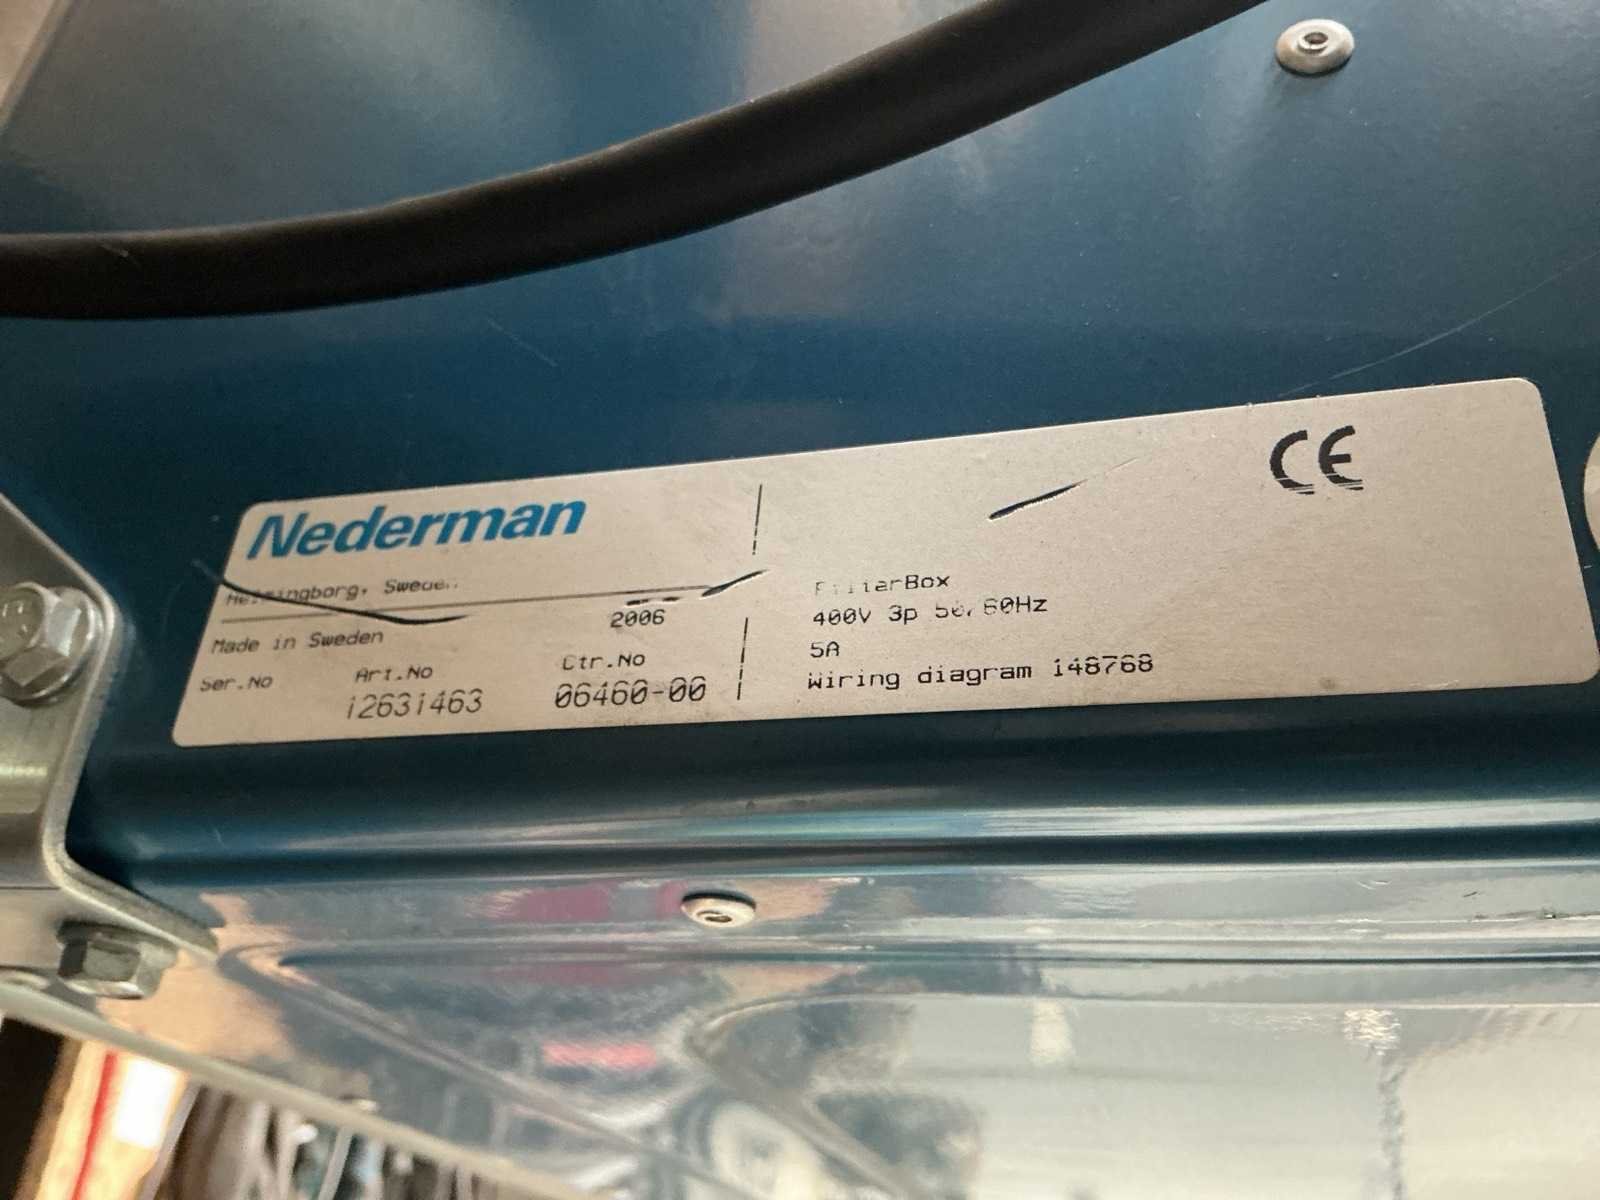 Nederman
CE
Helsingborg, Sweden
2006
Made in Sweden
Ser.No Art.No Ctr.No
12631463 06460-00
FilterBox
400V 3p 50/60Hz
5A
Wiring diagram 148768